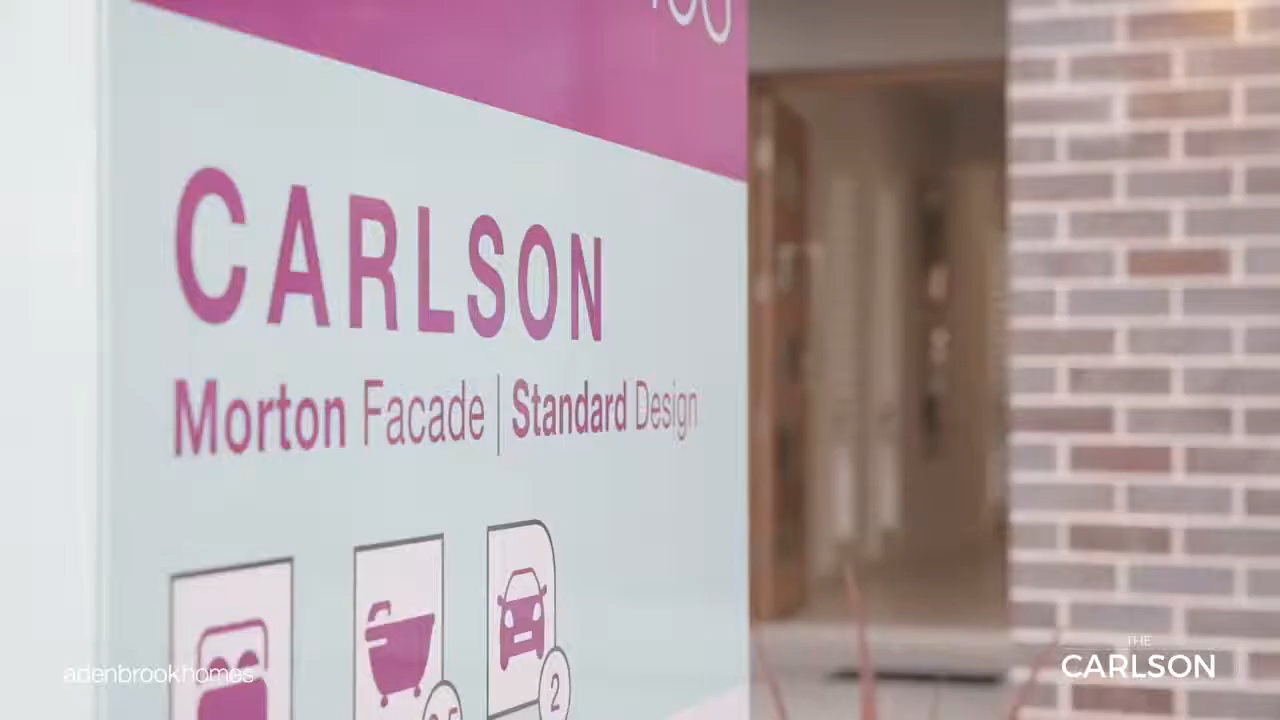 CARLSON
Morton Facade | Standard Design
2
adenbrookhomes
THE
CARLSON